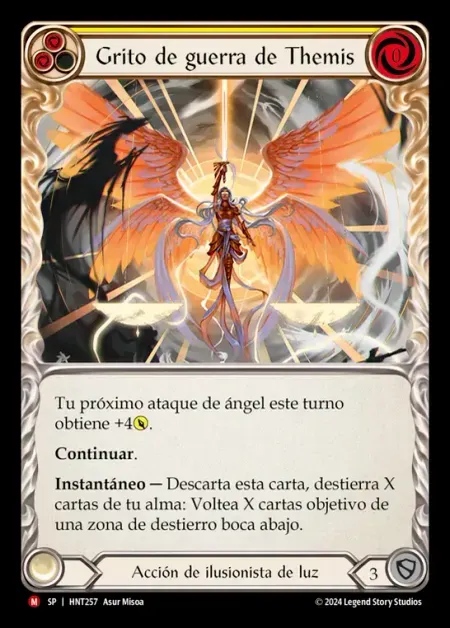 Grito de guerra de Themis
0
Tu próximo ataque de ángel este turno
obtiene +4.
Continuar.
Instantáneo — Descarta esta carta, destierra X
cartas de tu alma: Voltea X cartas objetivo de
una zona de destierro boca abajo.
Acción de ilusionista de luz
3
M SP | HNT257 Asur Misoa
© 2024 Legend Story Studios